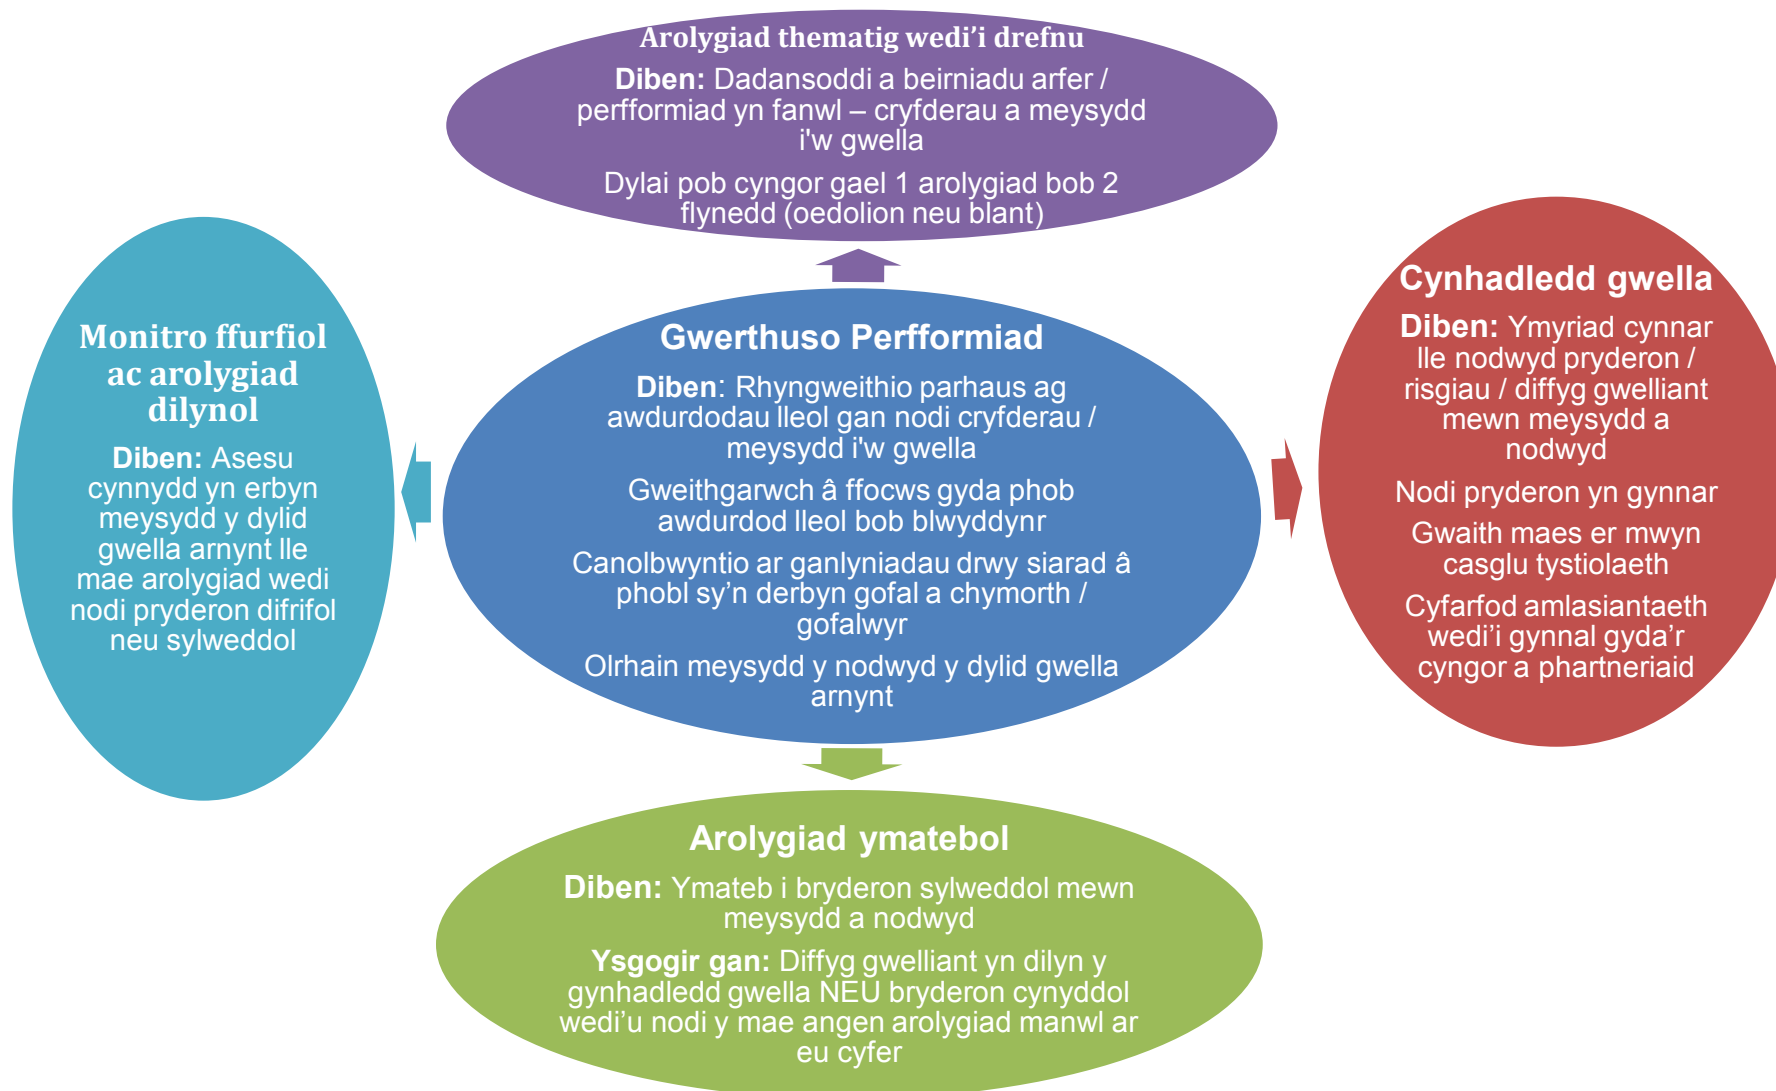 Arolygiad thematig wedi’i drefnu
Diben: Dadansoddi a beirniadu arfer /
perfformiad yn fanwl – cryfderau a meysydd
i'w gwella
Dylai pob cyngor gael 1 arolygiad bob 2
flynedd (oedolion neu blant)
Monitro ffurfiol
ac arolygiad
dilynol
Diben: Asesu
cynnydd yn erbyn
meysydd y dylid
gwella arnynt lle
mae arolygiad wedi
nodi pryderon difrifol
neu sylweddol
Gwerthuso Perfformiad
Diben: Rhyngweithio parhaus ag
awdurdodau lleol gan nodi cryfderau /
meysydd i'w gwella
Gweithgarwch â ffocws gyda phob
awdurdod lleol bob blwyddynr
Canolbwyntio ar ganlyniadau drwy siarad â
phobl sy’n derbyn gofal a chymorth /
gofalwyr
Olrhain meysydd y nodwyd y dylid gwella
arnynt
Cynhadledd gwella
Diben: Ymyriad cynnar
lle nodwyd pryderon /
risgiau / diffyg gwelliant
mewn meysydd a
nodwyd
Nodi pryderon yn gynnar
Gwaith maes er mwyn
casglu tystiolaeth
Cyfarfod amlasiantaeth
wedi’i gynnal gyda’r
cyngor a phartneriaid
Arolygiad ymatebol
Diben: Ymateb i bryderon sylweddol mewn
meysydd a nodwyd
Ysgogir gan: Diffyg gwelliant yn dilyn y
gynhadledd gwella NEU bryderon cynyddol
wedi’u nodi y mae angen arolygiad manwl ar
eu cyfer